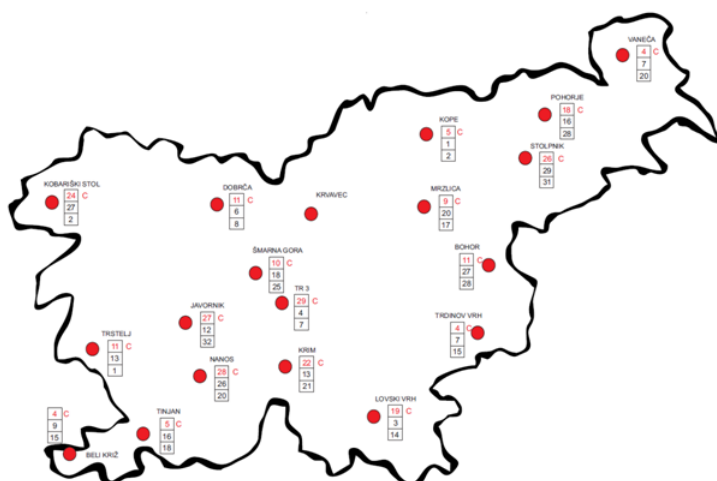 VANEČA
4 C
7
20
POHORJE
18 C
16
28
KOPE
5 C
1
2
STOLPNIK
26 C
29
31
KOBARIŠKI STOL
24 C
27
2
DOBRČA
11 C
6
8
KRVAVEC
MRZLICA
9 C
20
17
ŠMARNA GORA
10 C
18
25
BOHOR
11 C
27
28
TR 3
29 C
4
7
JAVORNIK
27 C
12
32
TRDINOV VRH
4 C
7
15
TRSTELJ
11 C
13
1
NANOS
28 C
26
20
KRIM
22 C
13
21
LOVSKI VRH
19 C
3
14
4 C
9
15
BELI KRIŽ
TINJAN
5 C
16
18